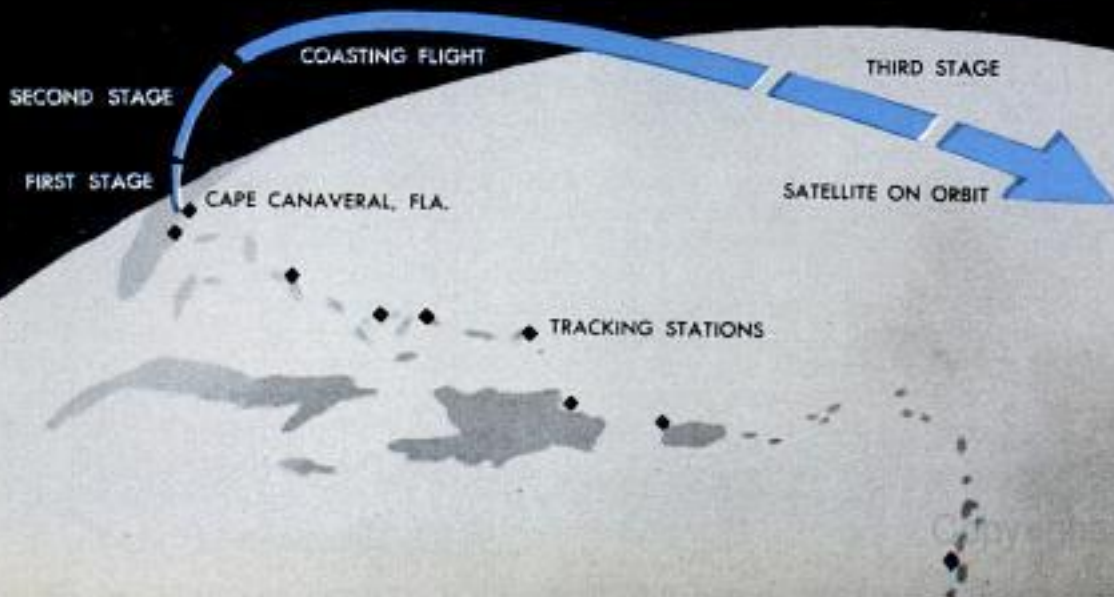 COASTING FLIGHT
THIRD STAGE
SECOND STAGE
FIRST STAGE
CAPE CANAVERAL, FLA.
SATELLITE ON ORBIT
TRACKING STATIONS